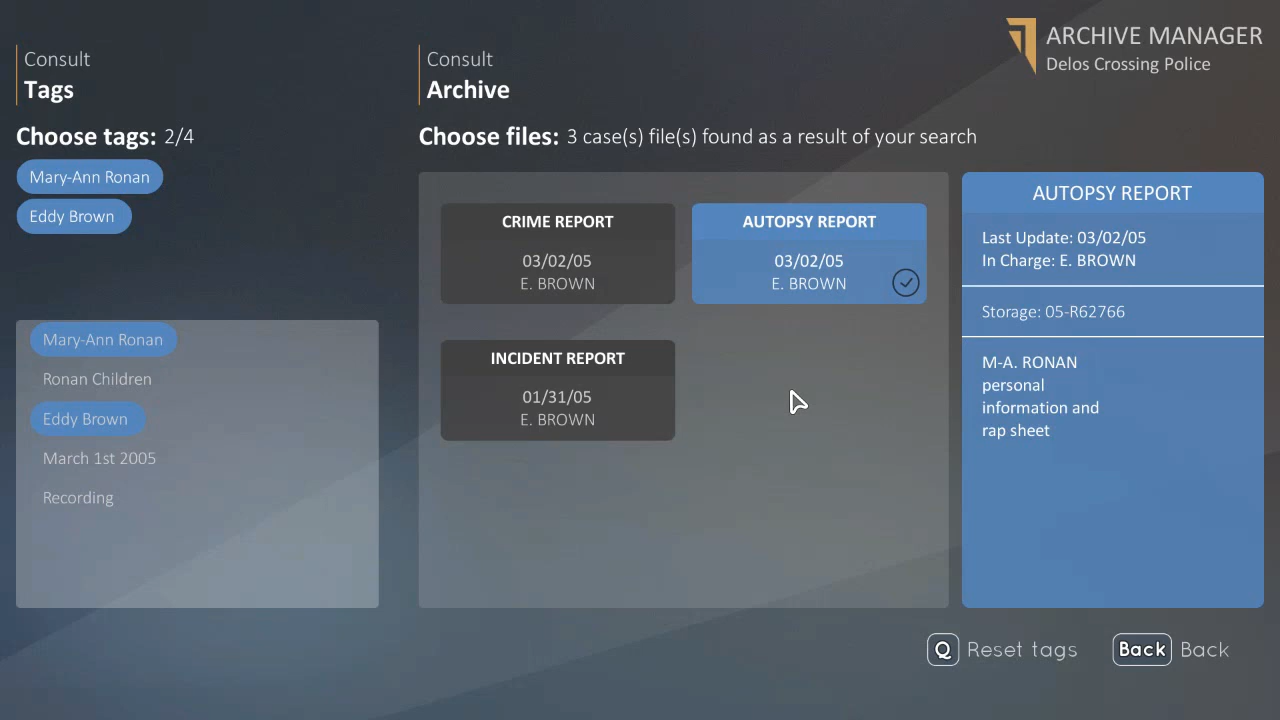 Consult
Tags
Choose tags: 2/4
Mary-Ann Ronan
Eddy Brown
Mary-Ann Ronan
Ronan Children
Eddy Brown
March 1st 2005
Recording
Consult
Archive
Choose files: 3 case(s) file(s) found as a result of your search
CRIME REPORT
03/02/05
E. BROWN
AUTOPSY REPORT
03/02/05
E. BROWN
INCIDENT REPORT
01/31/05
E. BROWN
ARCHIVE MANAGER
Delos Crossing Police
AUTOPSY REPORT
Last Update: 03/02/05
In Charge: E. BROWN
Storage: 05-R62766
M-A. RONAN
personal
information and
rap sheet
Q Reset tags
Back Back